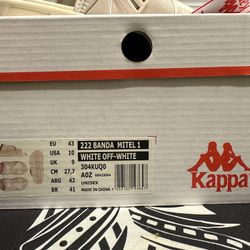 EU 43
USA 10
UK 9
CM 27,7
ARG 42
BR 41
222 BANDA MITEL 1
WHITE OFF-WHITE
304KUQ0
A0Z
UNISEX
MADE IN CHINA
Kappa